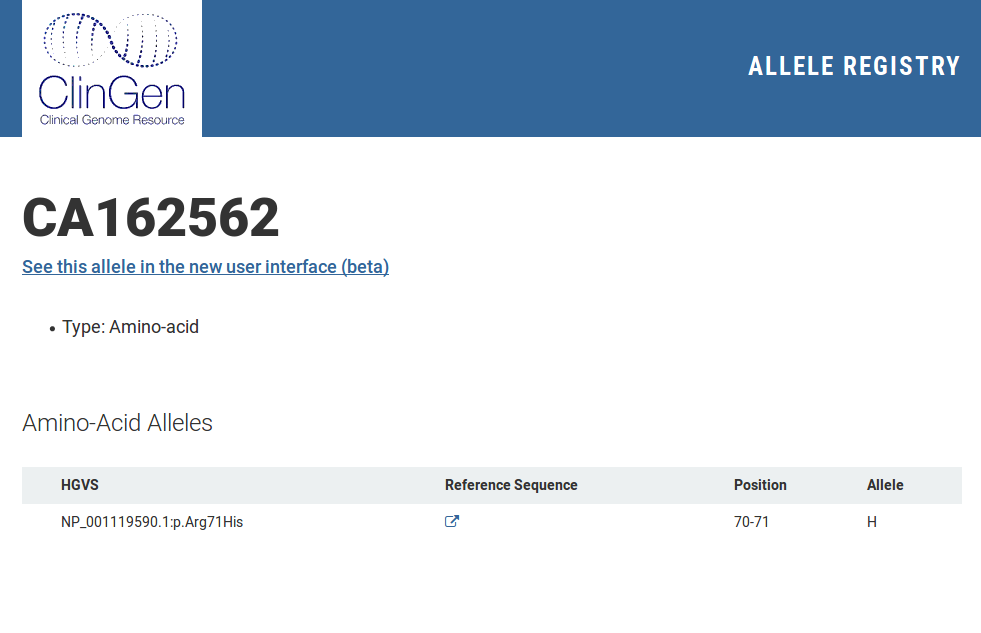 ClinGen
Clinical Genome Resource
ALLELE REGISTRY
CA162562
See this allele in the new user interface (beta)
• Type: Amino-acid
Amino-Acid Alleles
HGVS Reference Sequence Position Allele
NP_001119590.1:p.Arg71His 70-71 H